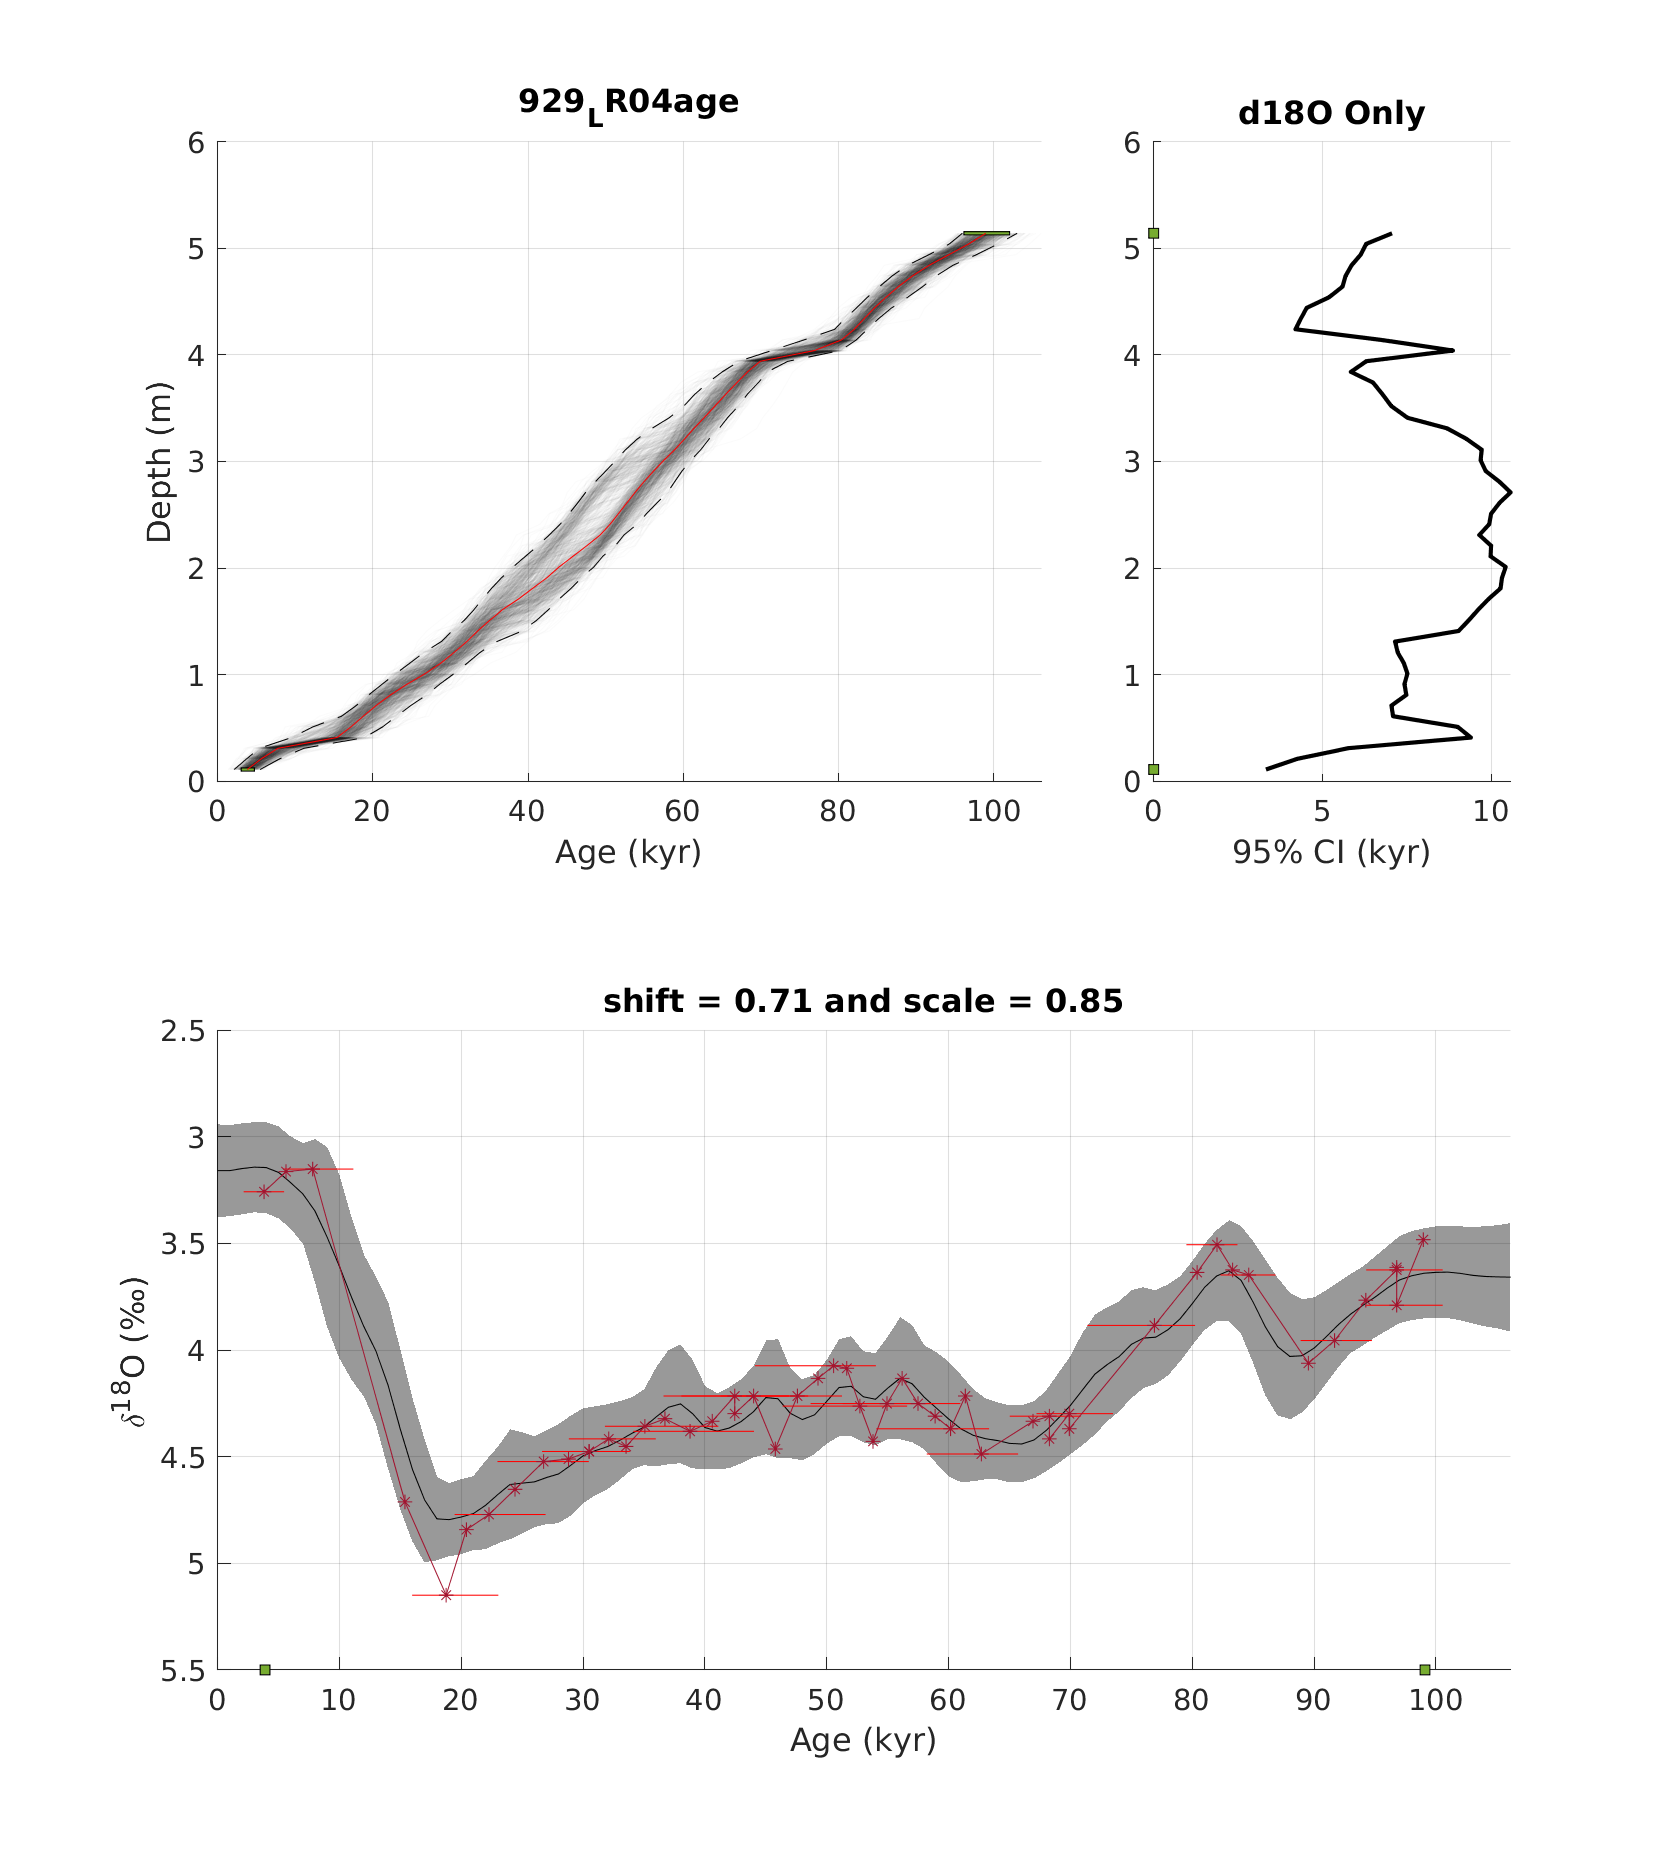 929LR04age
d18O Only
6
5
4
3
2
1
0
Depth (m)
0 20 40 60 80 100
Age (kyr)
6
5
4
3
2
1
0
0 5 10
95% CI (kyr)
shift = 0.71 and scale = 0.85
2.5
3
3.5
4
4.5
5
5.5
δ18O (‰)
0 10 20 30 40 50 60 70 80 90 100
Age (kyr)